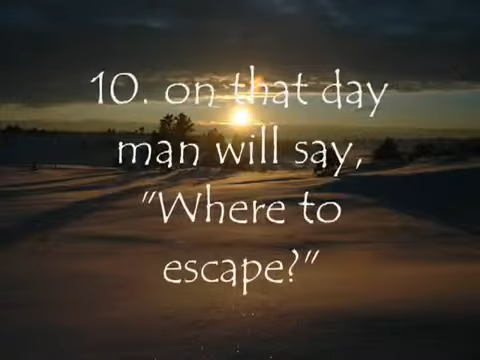 10. on that day
man will say,
"Where to
escape?"